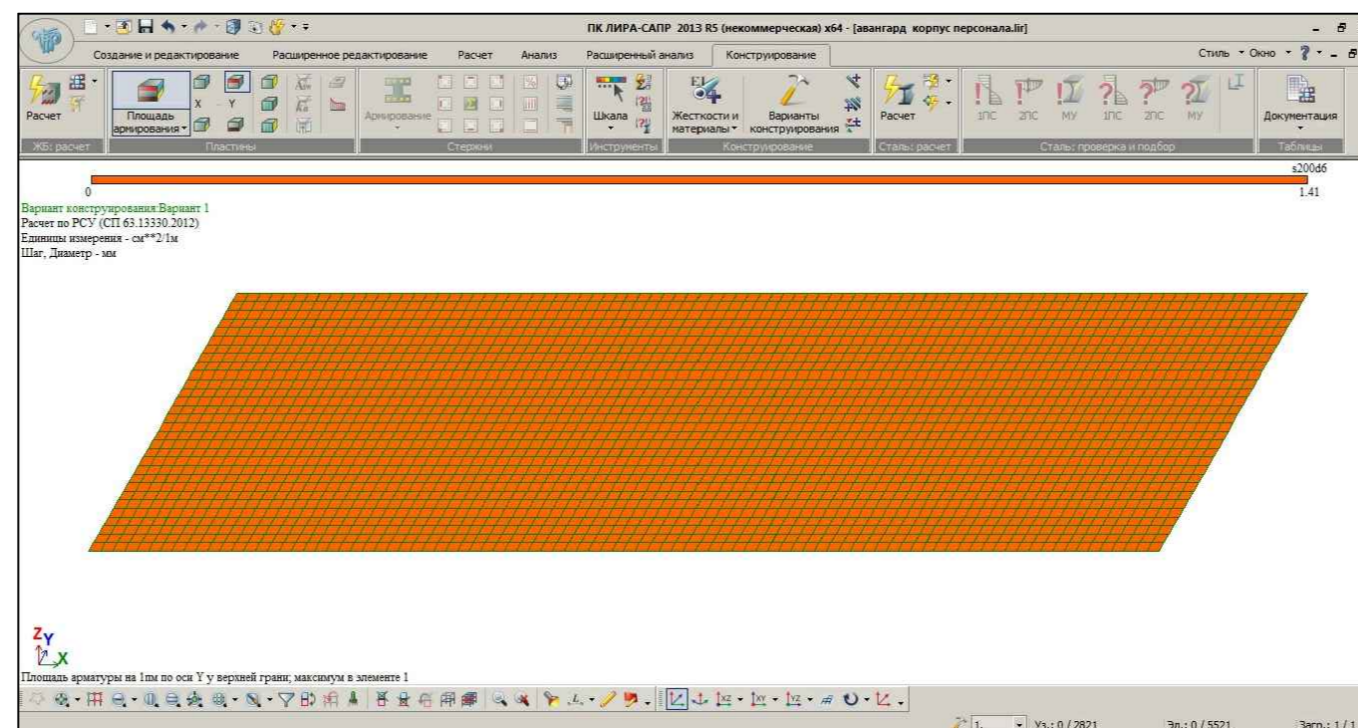 ПК ЛИРА-САПР 2013 R5 (некоммерческая) x64 - [авангард корпус персонала.lir]
Создание и редактирование Расширенное редактирование Расчет Анализ Расширенный анализ Конструирование Стиль Окно ?
X - Y
Расчет Площадь армирования Армирование Шкала Жесткости и материалы Варианты конструирования Расчет 1ПС 2ПС МУ 1ПС 2ПС МУ Документация
ЖБ: расчет Пластины Стержни Инструменты Конструирование Сталь: расчет Сталь: проверка и подбор Таблицы
s200d6
0 1.41
Вариант конструирования:Вариант 1
Расчет по РСУ (СП 63.13330.2012)
Единицы измерения - см**2/1м
Шаг, Диаметр - мм
Z Y
X
Площадь арматуры на 1пм по оси Y у верхней грани; максимум в элементе 1
1. Уз.: 0 / 2821 Эл.: 0 / 5521 Загр.: 1 / 1